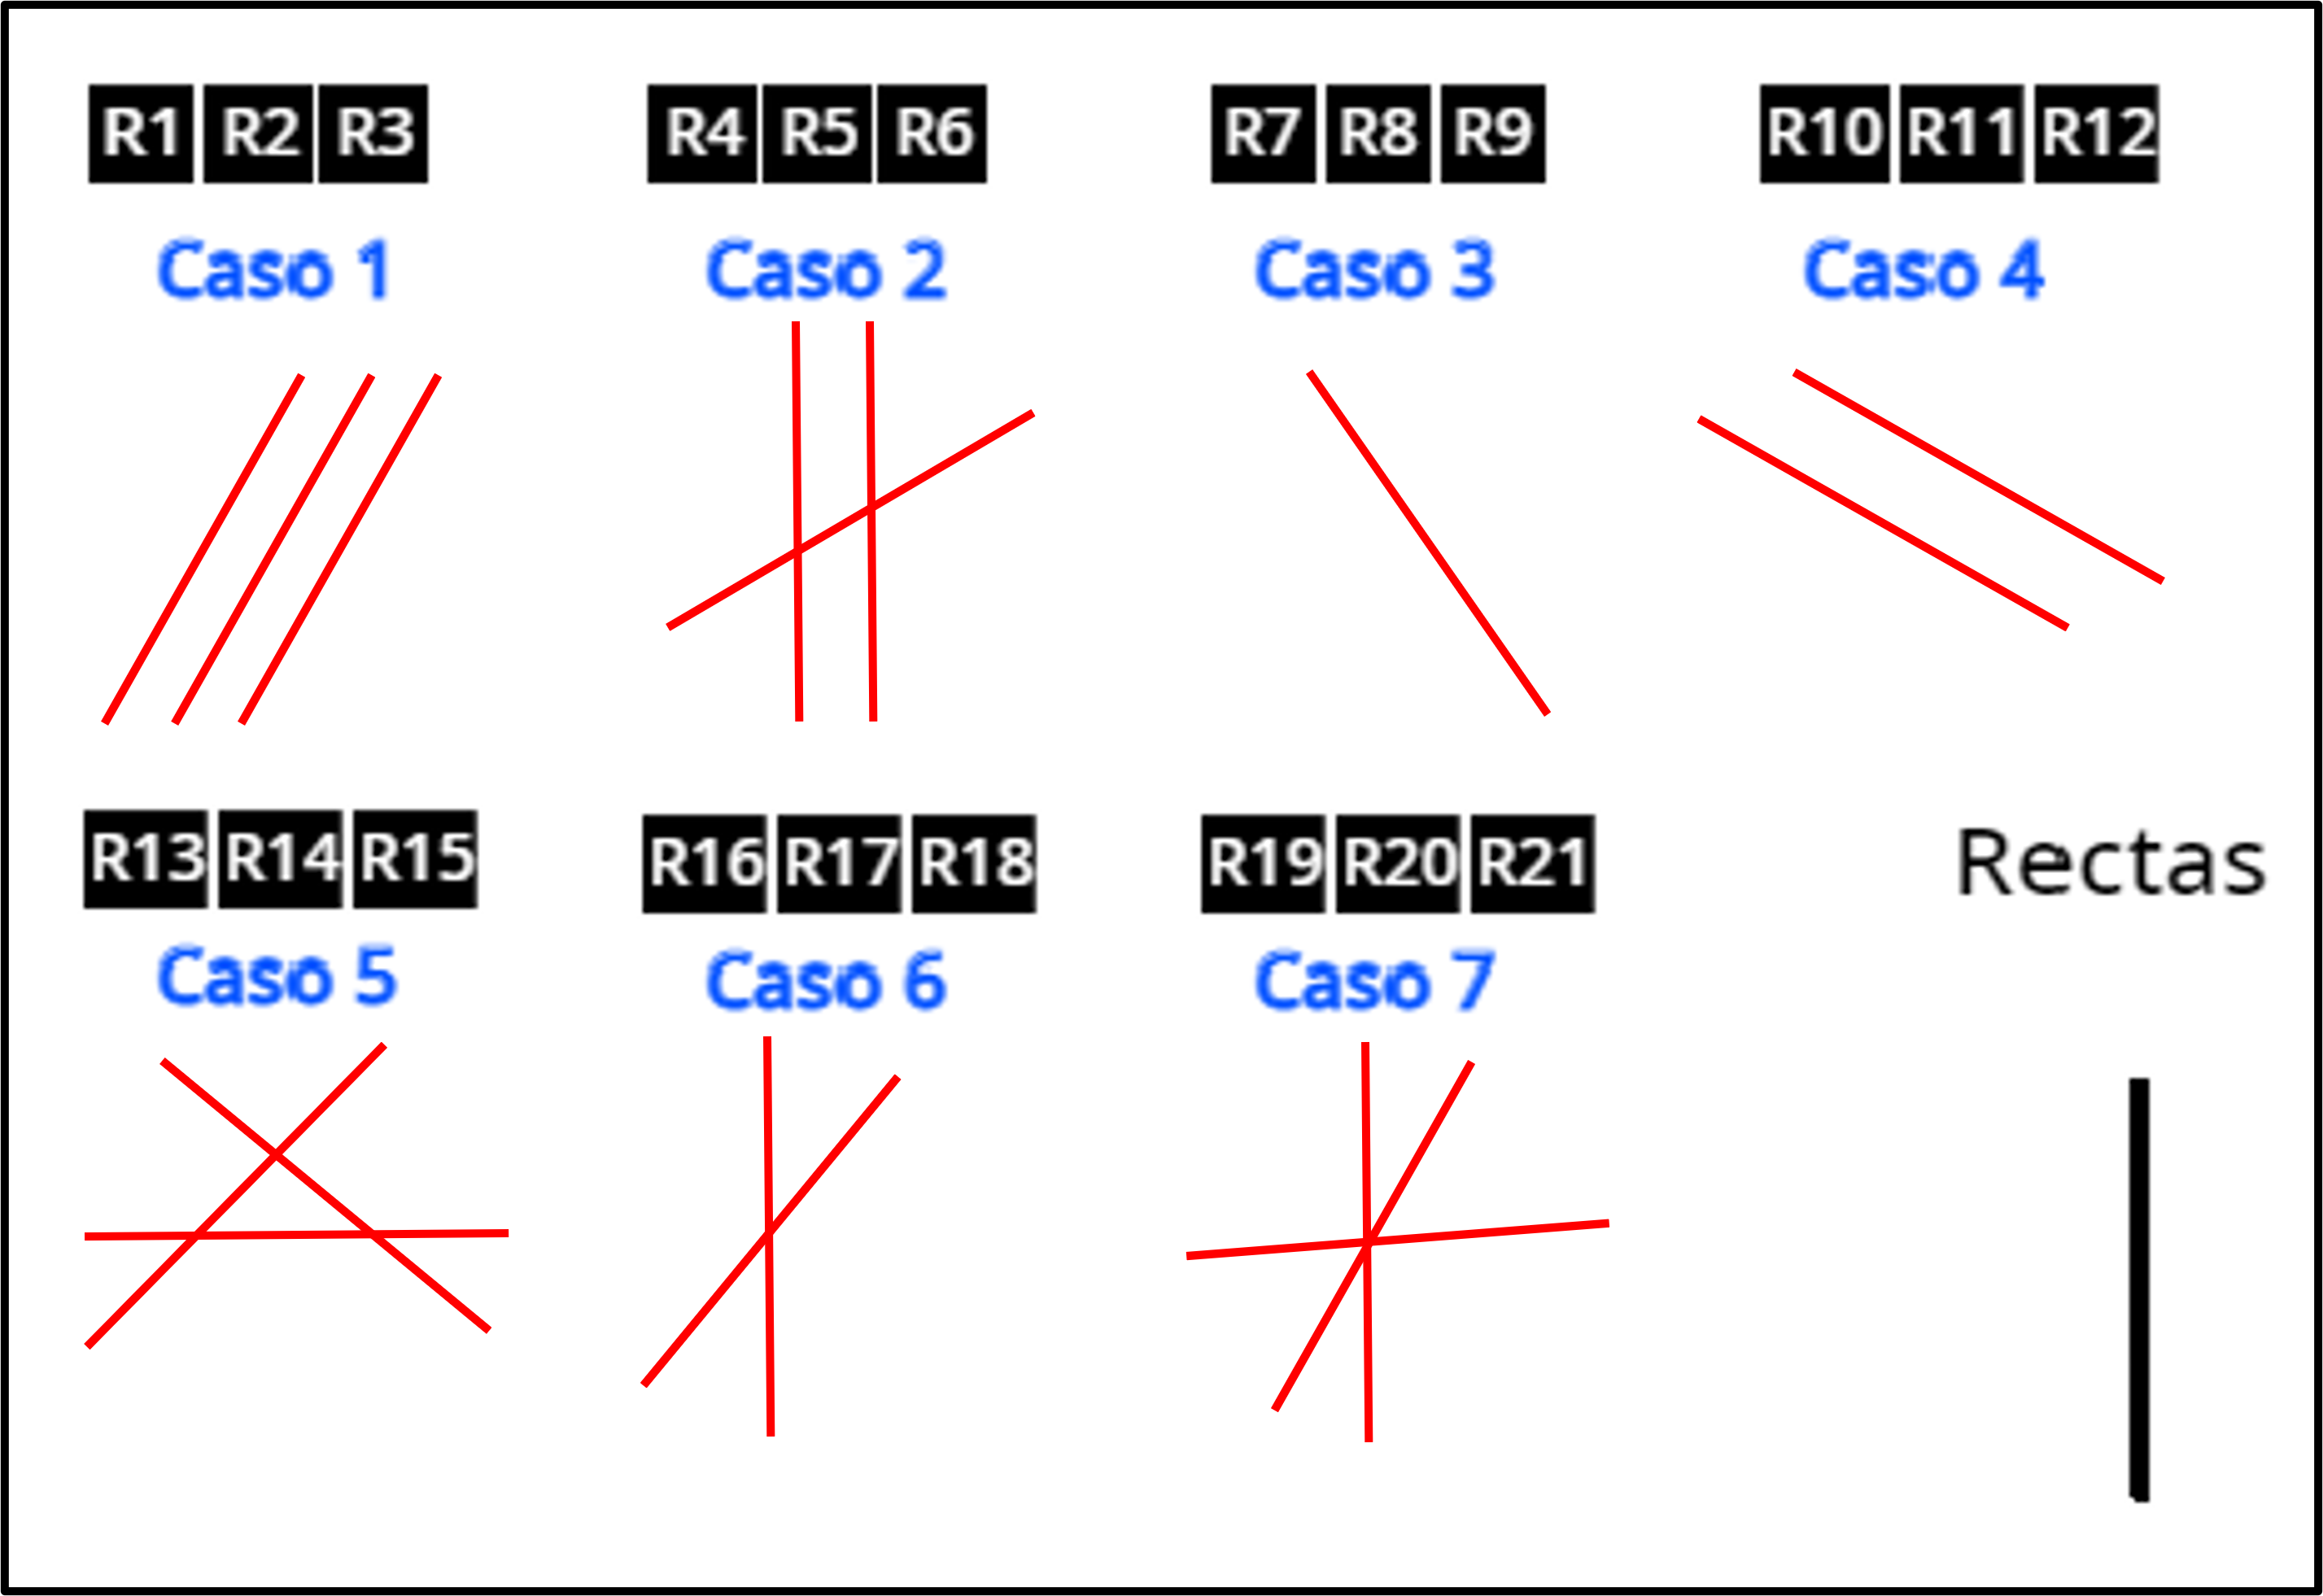 R1 R2 R3 R4 R5 R6 R7 R8 R9 R10 R11 R12
Caso 1 Caso 2 Caso 3 Caso 4
R13 R14 R15 R16 R17 R18 R19 R20 R21 Rectas
Caso 5 Caso 6 Caso 7